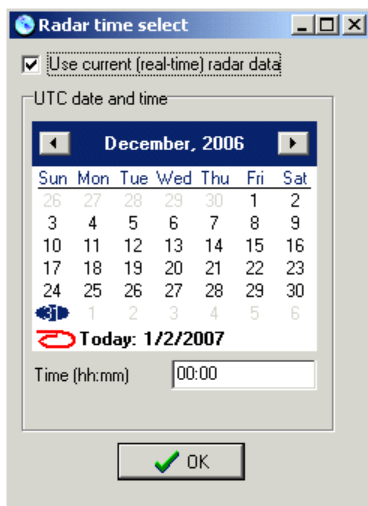 Radar time select
Use current (real-time) radar data
UTC date and time
December, 2006
Sun Mon Tue Wed Thu Fri Sat
26 27 28 29 30 1 2
3 4 5 6 7 8 9
10 11 12 13 14 15 16
17 18 19 20 21 22 23
24 25 26 27 28 29 30
31 1 2 3 4 5 6
Today: 1/2/2007
Time (hh:mm) 00:00
OK